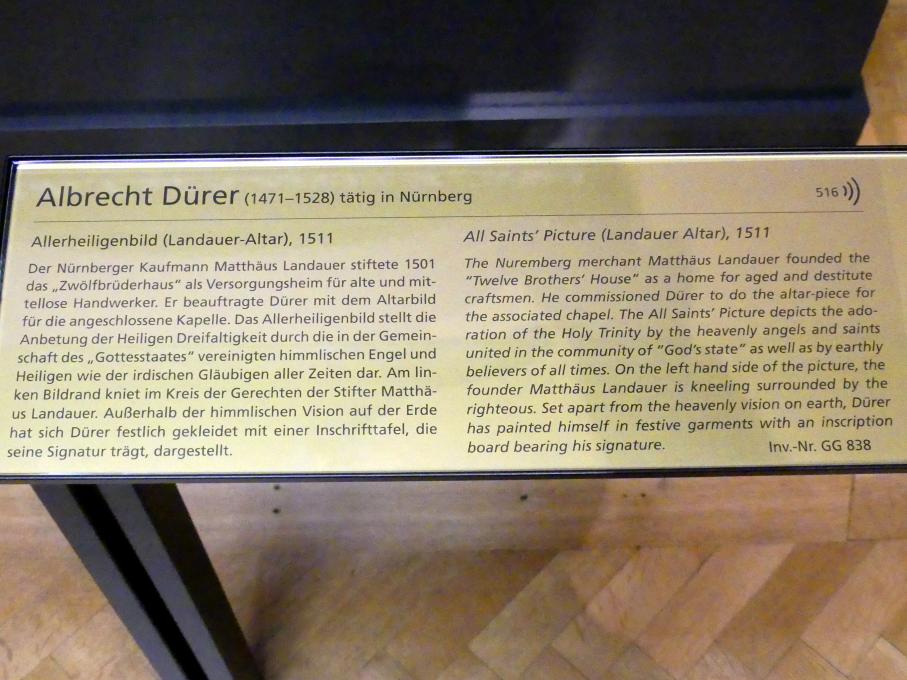 Albrecht Dürer (1471–1528) tätig in Nürnberg
516
Allerheiligenbild (Landauer-Altar), 1511
Der Nürnberger Kaufmann Matthäus Landauer stiftete 1501
das „Zwölfbrüderhaus“ als Versorgungsheim für alte und mit-
tellose Handwerker. Er beauftragte Dürer mit dem Altarbild
für die angeschlossene Kapelle. Das Allerheiligenbild stellt die
Anbetung der Heiligen Dreifaltigkeit durch die in der Gemein-
schaft des „Gottesstaates“ vereinigten himmlischen Engel und
Heiligen wie der irdischen Gläubigen aller Zeiten dar. Am lin-
ken Bildrand kniet im Kreis der Gerechten der Stifter Matthä-
us Landauer. Außerhalb der himmlischen Vision auf der Erde
hat sich Dürer festlich gekleidet mit einer Inschrifttafel, die
seine Signatur trägt, dargestellt.
All Saints’ Picture (Landauer Altar), 1511
The Nuremberg merchant Matthäus Landauer founded the
“Twelve Brothers’ House“ as a home for aged and destitute
craftsmen. He commissioned Dürer to do the altar-piece for
the associated chapel. The All Saints’ Picture depicts the ado-
ration of the Holy Trinity by the heavenly angels and saints
united in the community of “God’s state“ as well as by earthly
believers of all times. On the left hand side of the picture, the
founder Matthäus Landauer is kneeling surrounded by the
righteous. Set apart from the heavenly vision on earth, Dürer
has painted himself in festive garments with an inscription
board bearing his signature.
Inv.-Nr. GG 838